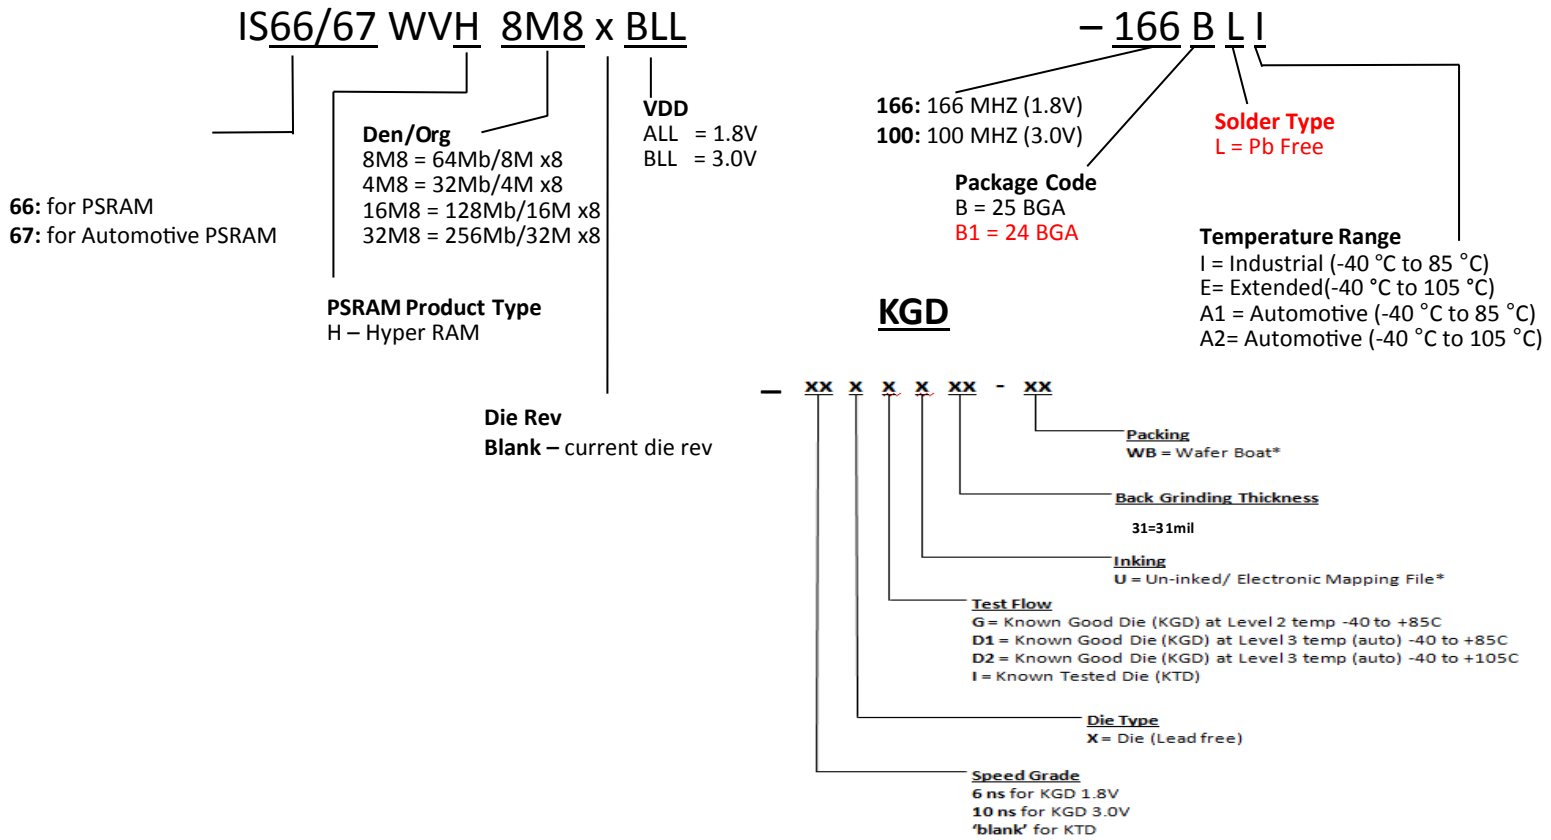 IS66/67 WVH 8M8 x BLL
– 166 B L I
VDD
ALL = 1.8V
BLL = 3.0V
Den/Org
8M8 = 64Mb/8M x8
4M8 = 32Mb/4M x8
16M8 = 128Mb/16M x8
32M8 = 256Mb/32M x8
66: for PSRAM
67: for Automotive PSRAM
PSRAM Product Type
H – Hyper RAM
Die Rev
Blank – current die rev
166: 166 MHZ (1.8V)
100: 100 MHZ (3.0V)
Solder Type
L = Pb Free
Package Code
B = 25 BGA
B1 = 24 BGA
Temperature Range
I = Industrial (-40 °C to 85 °C)
E= Extended(-40 °C to 105 °C)
A1 = Automotive (-40 °C to 85 °C)
A2= Automotive (-40 °C to 105 °C)
KGD
– xx x x x xx - xx
Packing
WB = Wafer Boat*
Back Grinding Thickness
31=31mil
Inking
U = Un-inked/ Electronic Mapping File*
Test Flow
G = Known Good Die (KGD) at Level 2 temp -40 to +85C
D1 = Known Good Die (KGD) at Level 3 temp (auto) -40 to +85C
D2 = Known Good Die (KGD) at Level 3 temp (auto) -40 to +105C
I = Known Tested Die (KTD)
Die Type
X = Die (Lead free)
Speed Grade
6 ns for KGD 1.8V
10 ns for KGD 3.0V
'blank' for KTD